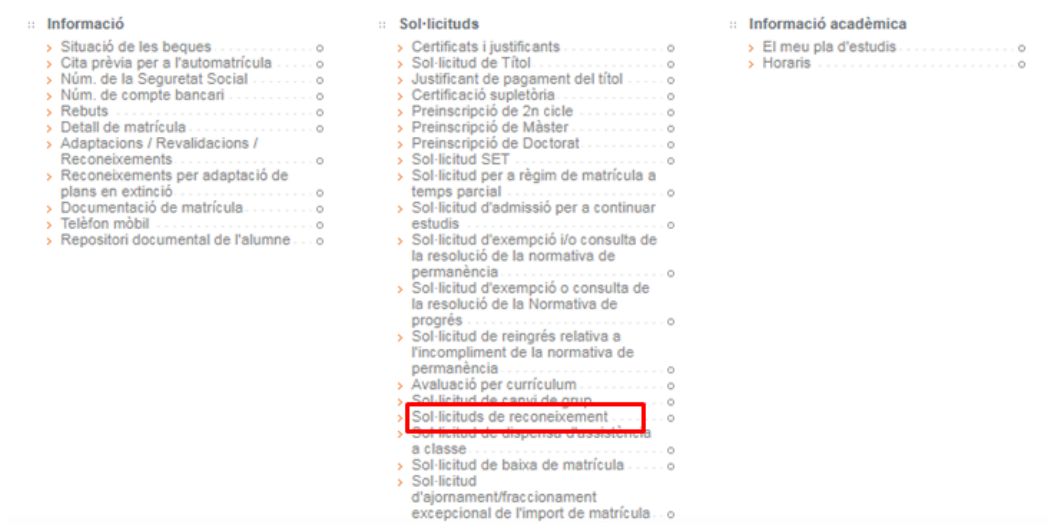 Informació
Situació de les beques
Cita prèvia per a l'automatrícula
Núm. de la Seguretat Social
Núm. de compte bancari
Rebuts
Detall de matrícula
Adaptacions / Revalidacions /
Reconeixements
Reconeixements per adaptació de
plans en extinció
Documentació de matrícula
Telèfon mòbil
Repositori documental de l'alumne
Sol·licituds
Certificats i justificants
Sol·licitud de Títol
Justificant de pagament del títol
Certificació supletòria
Preinscripció de 2n cicle
Preinscripció de Màster
Preinscripció de Doctorat
Sol·licitud SET
Sol·licitud per a règim de matrícula a
temps parcial
Sol·licitud d'admissió per a continuar
estudis
Sol·licitud d'exempció i/o consulta de
la resolució de la normativa de
permanència
Sol·licitud d'exempció o consulta de
la resolució de la Normativa de
progrés
Sol·licitud de reingrés relativa a
l'incompliment de la normativa de
permanència
Avaluació per currículum
Sol·licitud de canvi de grup
Sol·licituds de reconeixement
Sol·licitud de dispensa d'assistència
a classe
Sol·licitud de baixa de matrícula
Sol·licitud
d'ajornament/fraccionament
excepcional de l'import de matrícula
Informació acadèmica
El meu pla d'estudis
Horaris